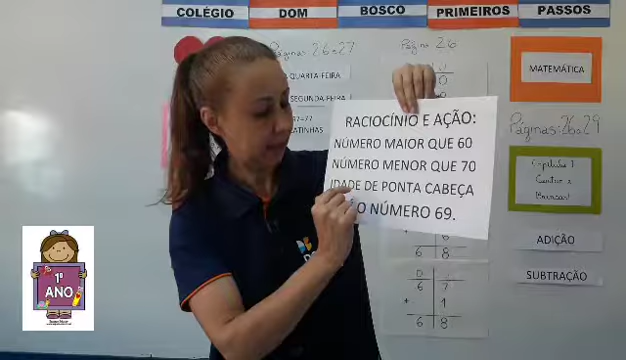 COLÉGIO DOM BOSCO PRIMEIROS PASSOS
Páginas 26 e 27
Página 26
QUARTA-FEIRA
SEGUNDA-FEIRA
RACIOCÍNIO E AÇÃO:
NÚMERO MAIOR QUE 60
NÚMERO MENOR QUE 70
IDADE DE PONTA CABEÇA
O NÚMERO 69.
MATEMÁTICA
Páginas: 26 a 29
Capítulo 1
ADIÇÃO
SUBTRAÇÃO
6
6 8
0
6 7
+ 1
6 8
1º
ANO